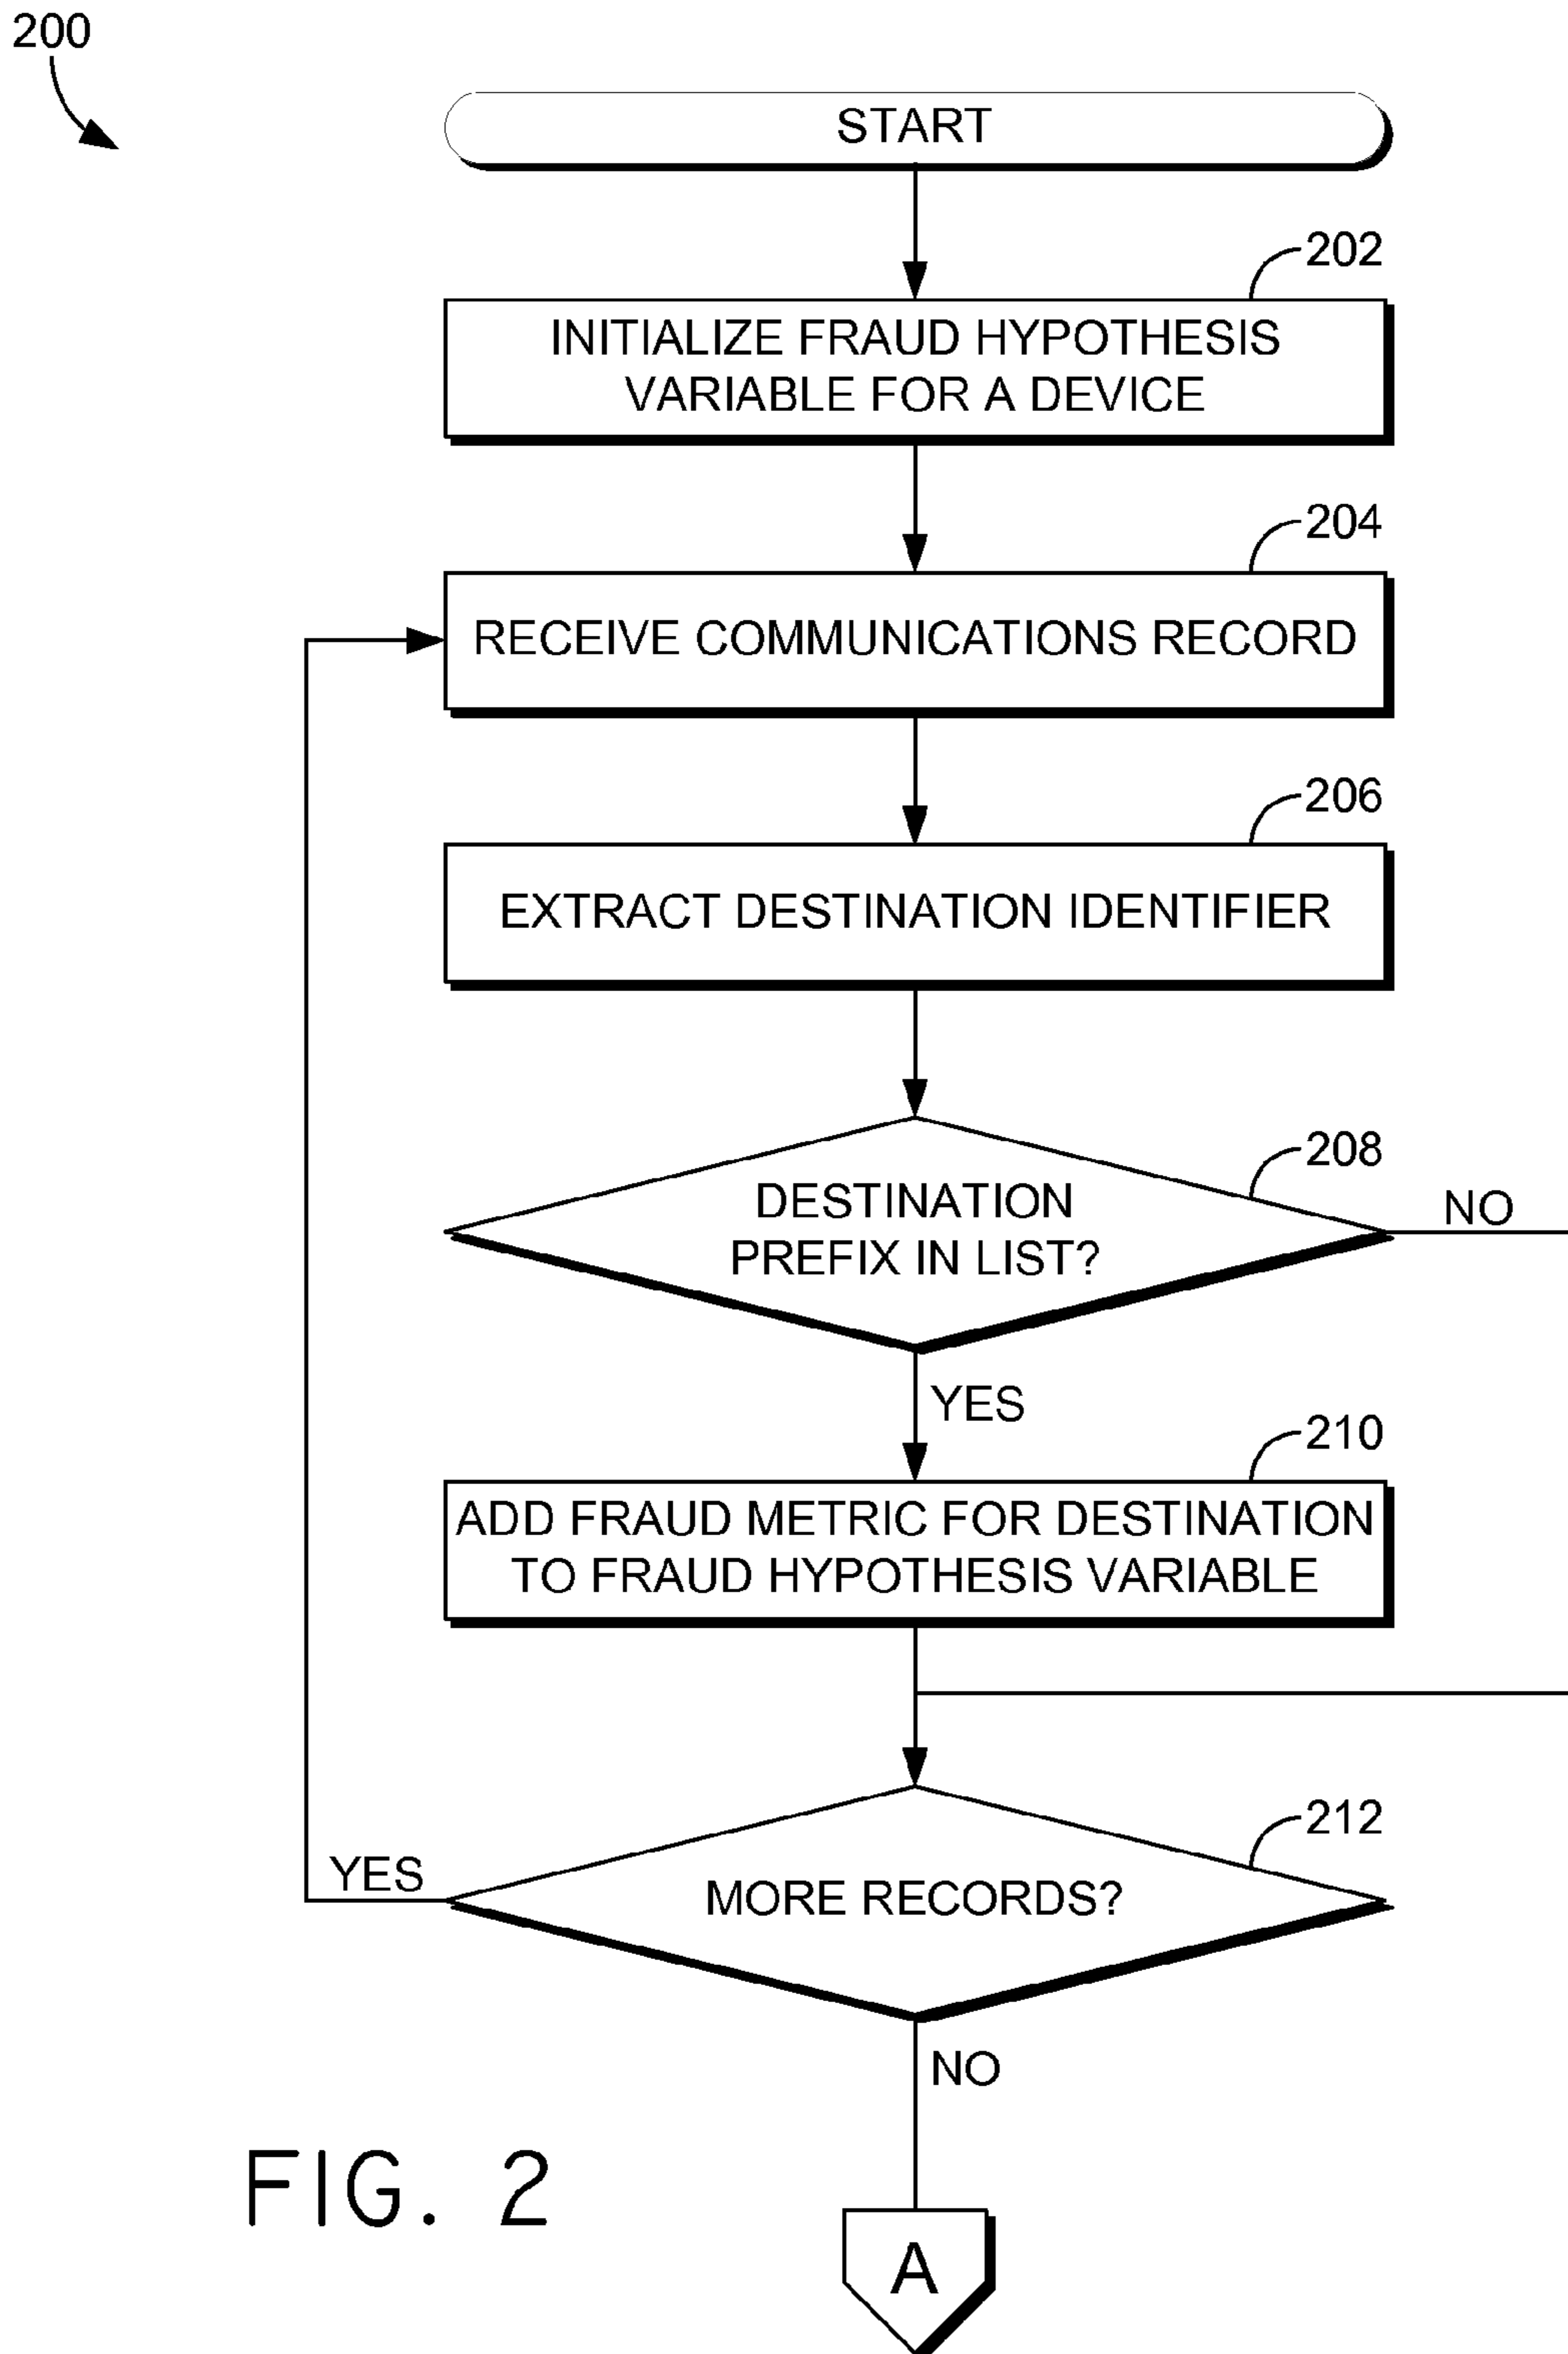 200
START
202
INITIALIZE FRAUD HYPOTHESIS
VARIABLE FOR A DEVICE
204
RECEIVE COMMUNICATIONS RECORD
206
EXTRACT DESTINATION IDENTIFIER
208
NO
DESTINATION
PREFIX IN LIST?
YES
210
ADD FRAUD METRIC FOR DESTINATION
TO FRAUD HYPOTHESIS VARIABLE
212
YES
MORE RECORDS?
NO
FIG. 2
A